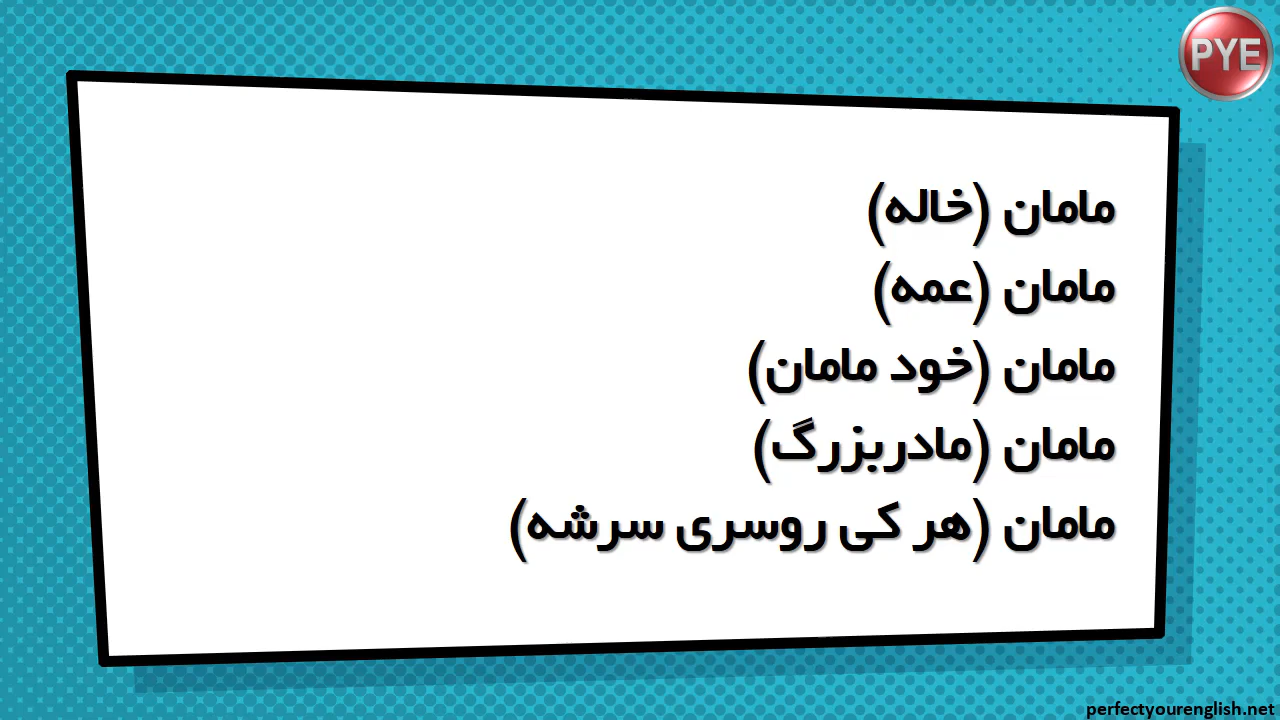 PYE
مامان (خاله)
مامان (عمه)
مامان (خود مامان)
مامان (مادربزرگ)
مامان (هر کی روسری سرشه)
perfectyourenglish.net